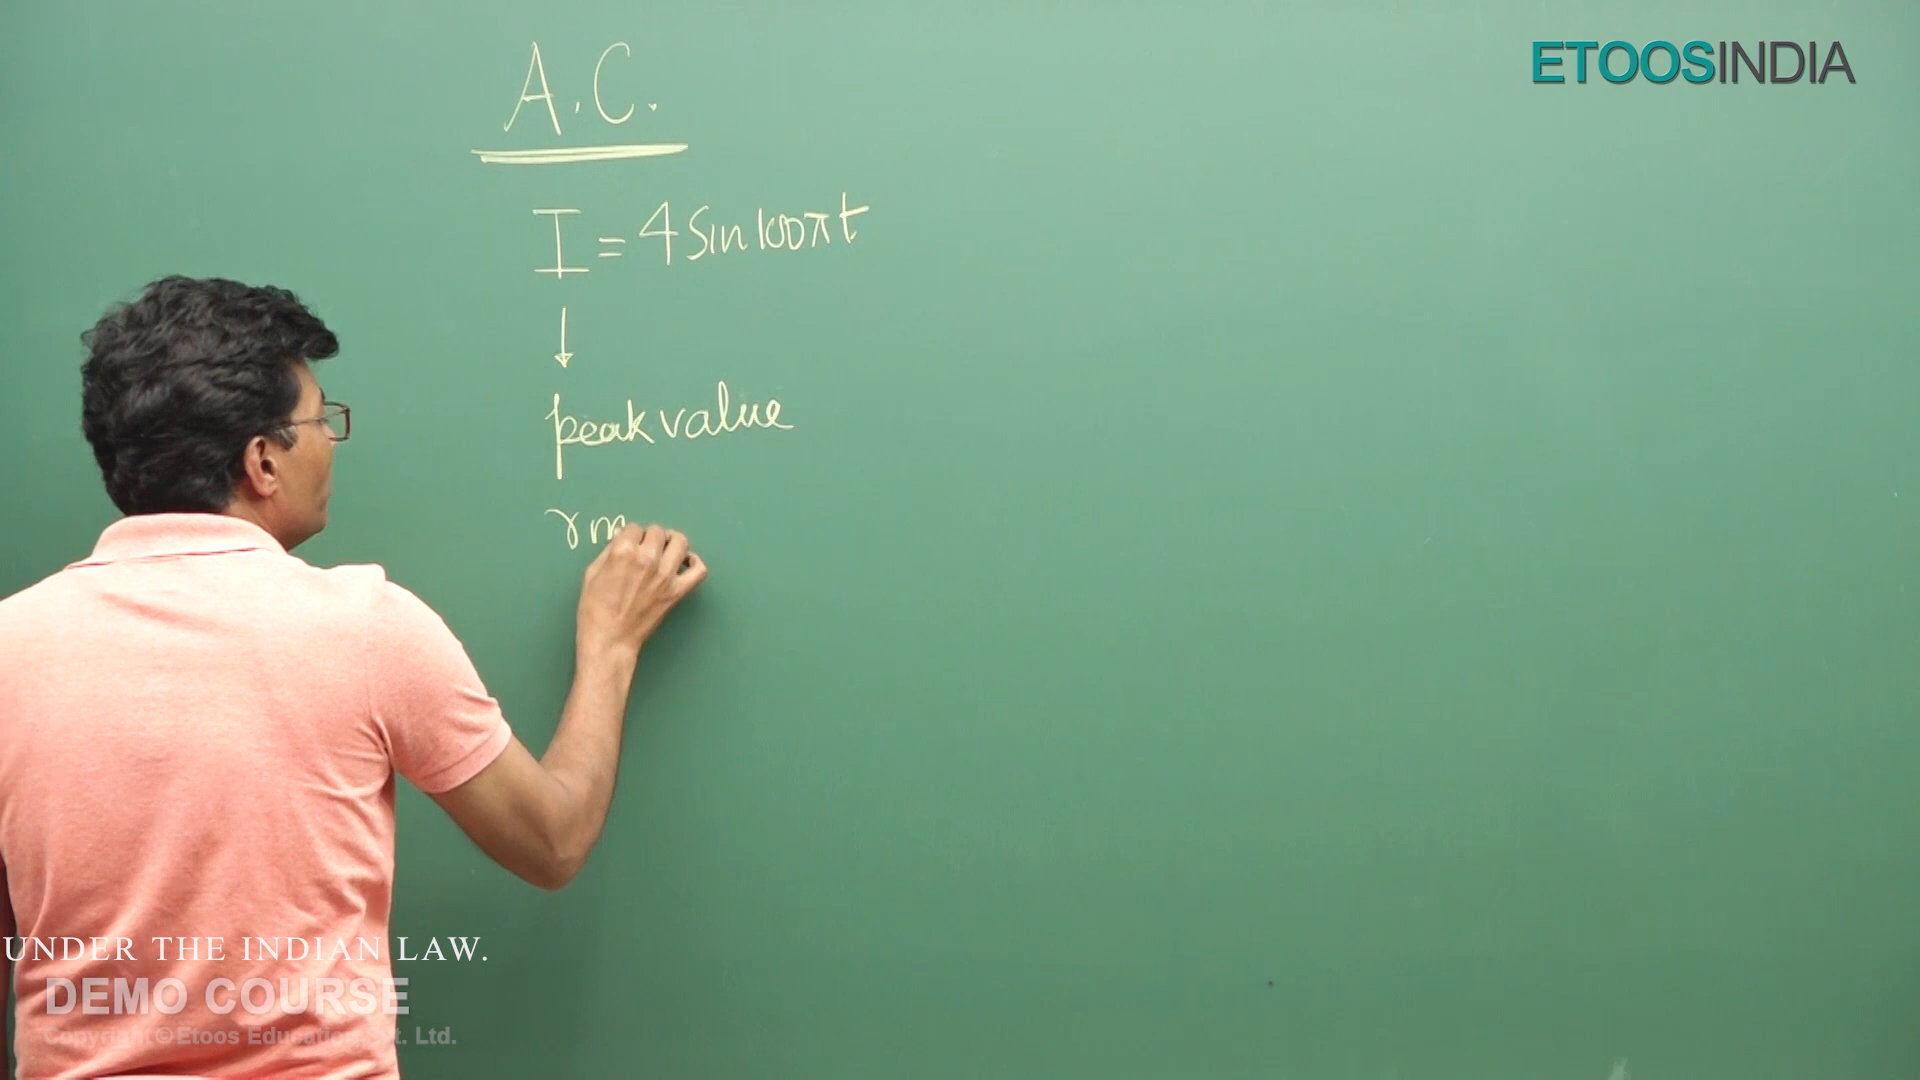 ETOOSINDIA
A.C.
I = 4 sin 100πt
peak value
rm
UNDER THE INDIAN LAW.
DEMO COURSE
Copyright © Etoos Education Pvt. Ltd.